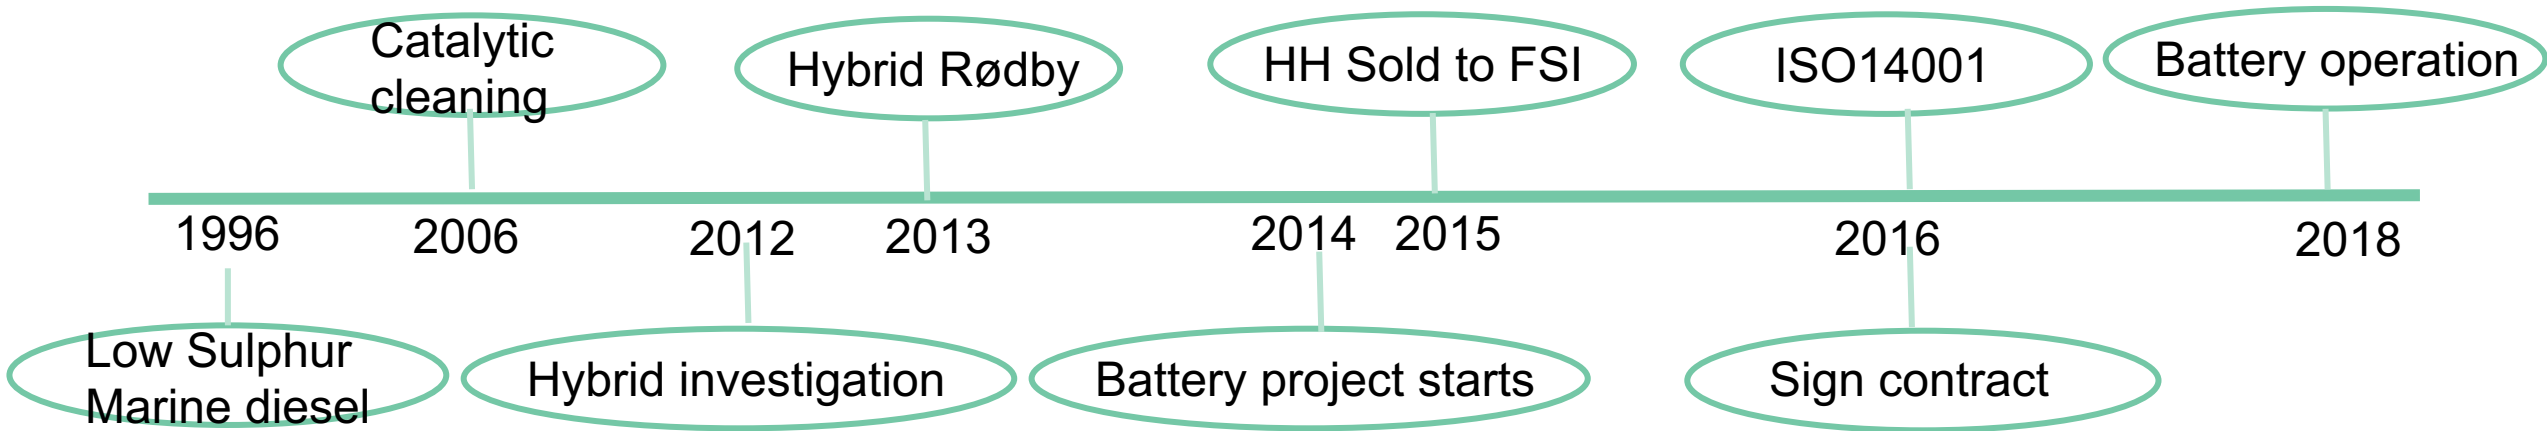 Catalytic
cleaning
Hybrid Rødby
HH Sold to FSI
ISO14001
Battery operation
1996
2006
2012
2013
2014
2015
2016
2018
Low Sulphur
Marine diesel
Hybrid investigation
Battery project starts
Sign contract